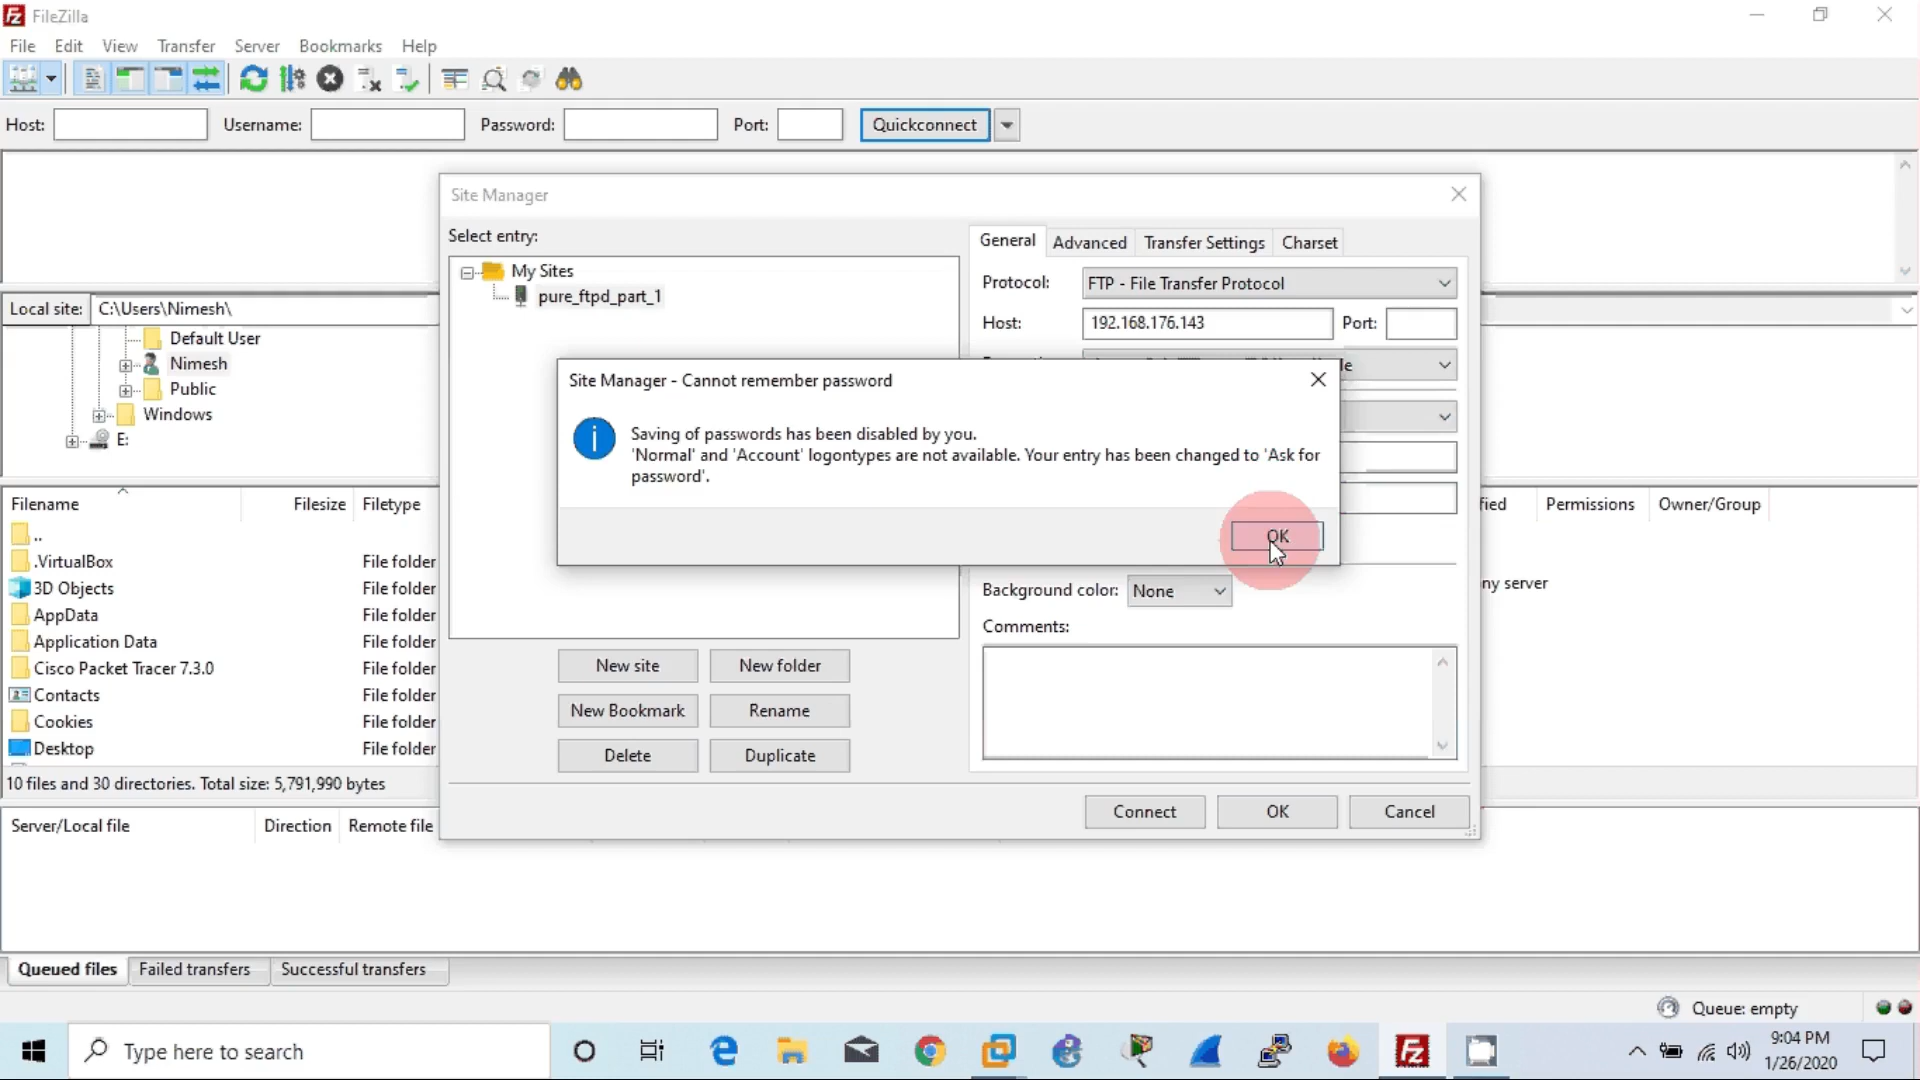 FileZilla
File Edit View Transfer Server Bookmarks Help
Host: Username: Password: Port: Quickconnect
Site Manager
Select entry:
My Sites
pure_ftpd_part_1
General Advanced Transfer Settings Charset
Protocol: FTP - File Transfer Protocol
Host: 192.168.176.143 Port:
Local site: C:\Users\Nimesh\
Default User
Nimesh
Public
Windows
E:
Site Manager - Cannot remember password
Saving of passwords has been disabled by you.
'Normal' and 'Account' logontypes are not available. Your entry has been changed to 'Ask for
password'.
OK
Filename Filesize Filetype
..
.VirtualBox File folder
3D Objects File folder
AppData File folder
Application Data File folder
Cisco Packet Tracer 7.3.0 File folder
Contacts File folder
Cookies File folder
Desktop File folder
10 files and 30 directories. Total size: 5,791,990 bytes
fied Permissions Owner/Group
ny server
Background color: None
Comments:
New site New folder
New Bookmark Rename
Delete Duplicate
Connect OK Cancel
Server/Local file Direction Remote file
Queued files Failed transfers Successful transfers
Queue: empty
Type here to search
9:04 PM
1/26/2020